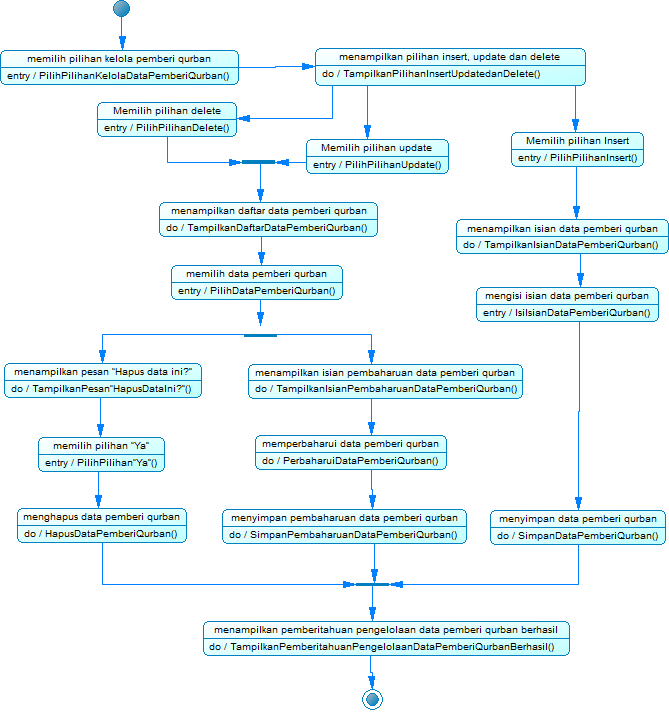 memilih pilihan kelola pemberi qurban
entry / PilihPilihanKelolaDataPemberiQurban()
menampilkan pilihan insert, update dan delete
do / TampilkanPilihanInsertUpdatedanDelete()
Memilih pilihan delete
entry / PilihPilihanDelete()
Memilih pilihan update
entry / PilihPilihanUpdate()
Memilih pilihan Insert
entry / PilihPilihanInsert()
menampilkan daftar data pemberi qurban
do / TampilkanDaftarDataPemberiQurban()
menampilkan isian data pemberi qurban
do / TampilkanIsianDataPemberiQurban()
memilih data pemberi qurban
entry / PilihDataPemberiQurban()
mengisi isian data pemberi qurban
entry / IsiIsianDataPemberiQurban()
menampilkan pesan "Hapus data ini?"
do / TampilkanPesan"HapusDataIni?"()
menampilkan isian pembaharuan data pemberi qurban
do / TampilkanIsianPembaharuanDataPemberiQurban()
memilih pilihan "Ya"
entry / PilihPilihan"Ya"()
memperbaharui data pemberi qurban
do / PerbaharuiDataPemberiQurban()
menghapus data pemberi qurban
do / HapusDataPemberiQurban()
menyimpan pembaharuan data pemberi qurban
do / SimpanPembaharuanDataPemberiQurban()
menyimpan data pemberi qurban
do / SimpanDataPemberiQurban()
menampilkan pemberitahuan pengelolaan data pemberi qurban berhasil
do / TampilkanPemberitahuanPengelolaanDataPemberiQurbanBerhasil()